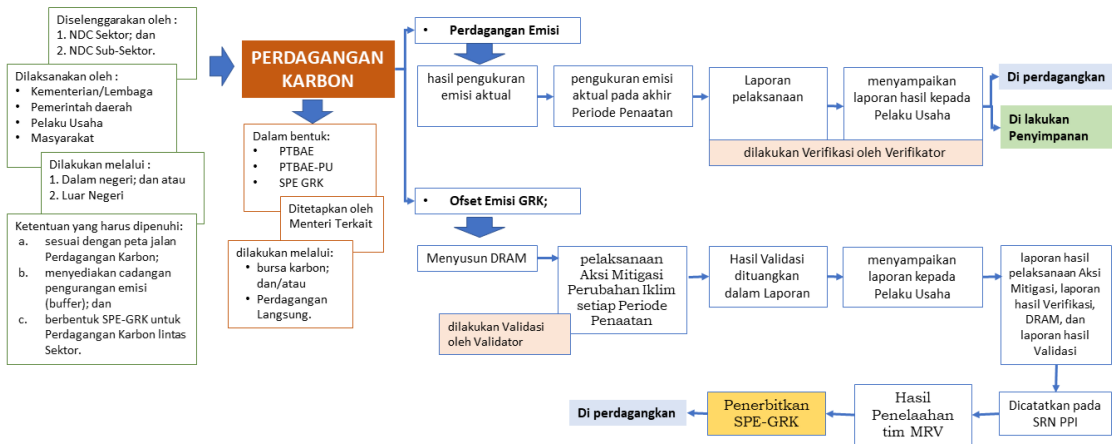 Diselenggarakan oleh :
1. NDC Sektor; dan
2. NDC Sub-Sektor.
Dilaksanakan oleh :
• Kementerian/Lembaga
• Pemerintah daerah
• Pelaku Usaha
• Masyarakat
Dilakukan melalui :
1. Dalam negeri; dan atau
2. Luar Negeri
Ketentuan yang harus dipenuhi:
a. sesuai dengan peta jalan
Perdagangan Karbon;
b. menyediakan cadangan
pengurangan emisi
(buffer); dan
c. berbentuk SPE-GRK untuk
Perdagangan Karbon lintas
Sektor.
PERDAGANGAN
KARBON
Dalam bentuk:
• PTBAE
• PTBAE-PU
• SPE GRK
Ditetapkan oleh
Menteri Terkait
dilakukan melalui:
• bursa karbon;
dan/atau
• Perdagangan
Langsung.
• Perdagangan Emisi
hasil pengukuran
emisi aktual
pengukuran emisi
aktual pada akhir
Periode Penaatan
Laporan
pelaksanaan
menyampaikan
laporan hasil kepada
Pelaku Usaha
dilakukan Verifikasi oleh Verifikator
Di perdagangkan
Di lakukan
Penyimpanan
• Ofset Emisi GRK;
Menyusun DRAM
dilakukan Validasi
oleh Validator
pelaksanaan
Aksi Mitigasi
Perubahan Iklim
setiap Periode
Penaatan
Hasil Validasi
dituangkan
dalam Laporan
menyampaikan
laporan kepada
Pelaku Usaha
laporan hasil
pelaksanaan Aksi
Mitigasi, laporan
hasil Verifikasi,
DRAM, dan
laporan hasil
Validasi
Dicatatkan pada
SRN PPI
Hasil
Penelaahan
tim MRV
Penerbitkan
SPE-GRK
Di perdagangkan